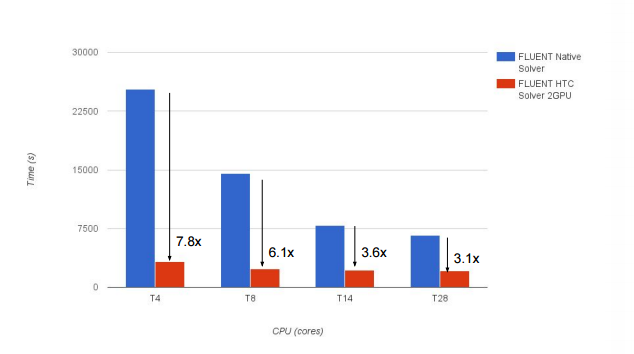 30000
22500
15000
7500
0
Time (s)
7.8x
6.1x
3.6x
3.1x
T4
T8
T14
T28
CPU (cores)
FLUENT Native
Solver
FLUENT HTC
Solver 2GPU